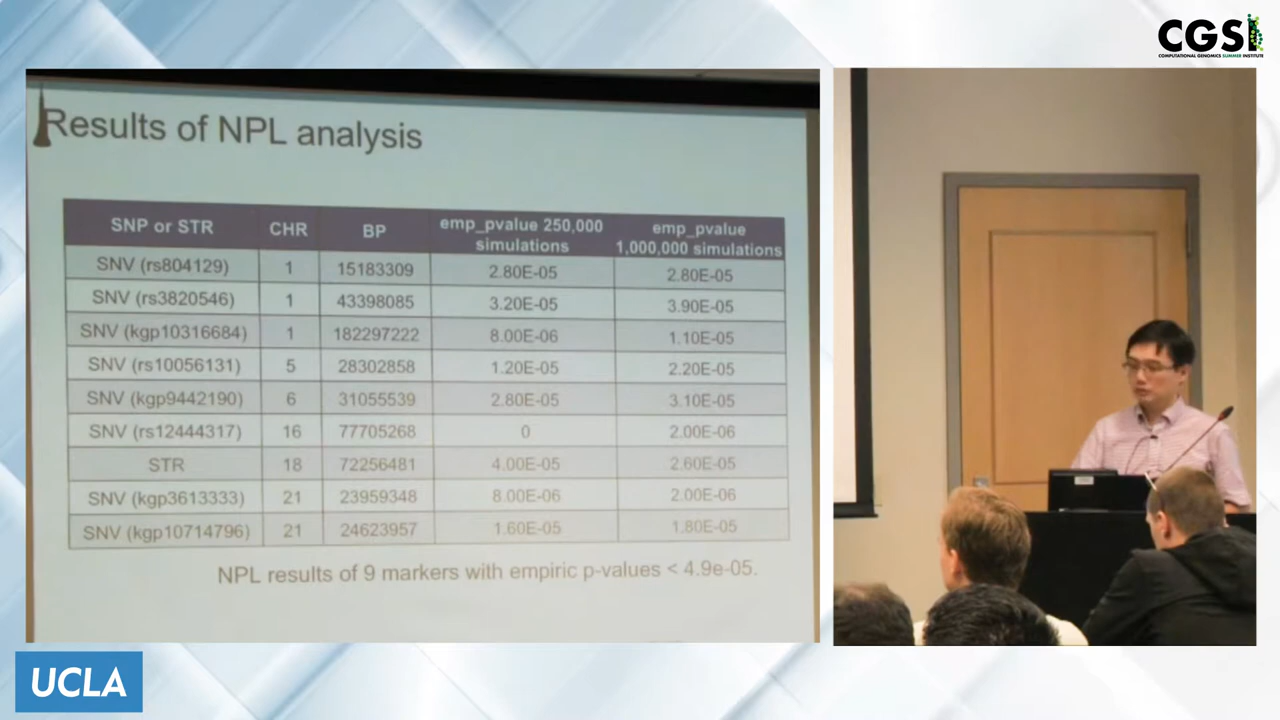 CGSI
COMPUTATIONAL GENOMICS SUMMER INSTITUTE
Results of NPL analysis
SNP or STR CHR BP emp_pvalue 250,000 simulations emp_pvalue 1,000,000 simulations
SNV (rs804129) 1 15183309 2.80E-05 2.80E-05
SNV (rs3820546) 1 43398085 3.20E-05 3.90E-05
SNV (kgp10316684) 1 182297222 8.00E-06 1.10E-05
SNV (rs10056131) 5 28302858 1.20E-05 2.20E-05
SNV (kgp9442190) 6 31055539 2.80E-05 3.10E-05
SNV (rs12444317) 16 77705268 0 2.00E-06
STR 18 72256481 4.00E-05 2.60E-05
SNV (kgp3613333) 21 23959348 8.00E-06 2.00E-06
SNV (kgp10714796) 21 24623957 1.60E-05 1.80E-05
NPL results of 9 markers with empiric p-values < 4.9e-05.
UCLA